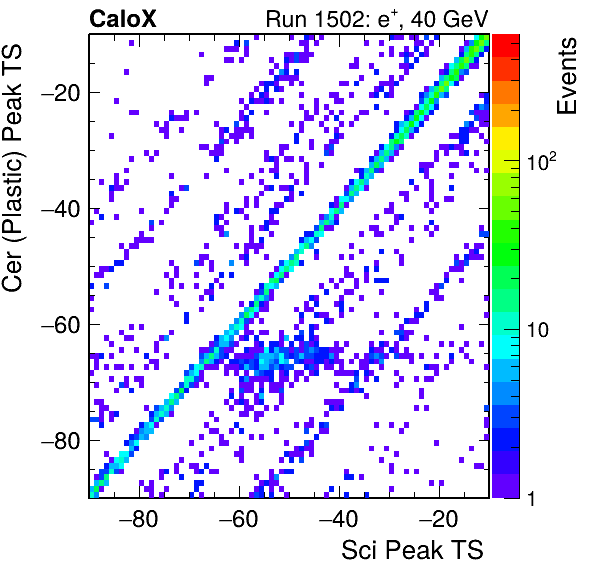 CaloX Run 1502: e⁺, 40 GeV
Cer (Plastic) Peak TS
−20
−40
−60
−80
−80 −60 −40 −20
Sci Peak TS
Events
10²
10
1